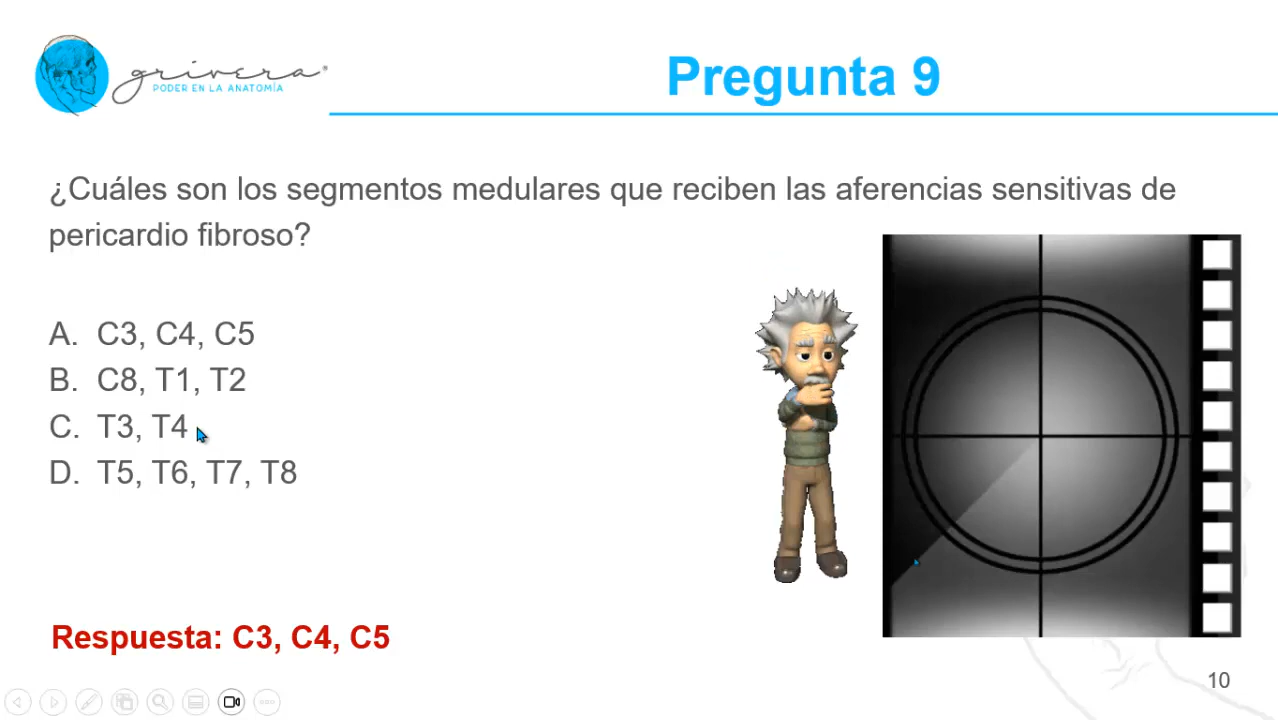 grivera
PODER EN LA ANATOMÍA
Pregunta 9
¿Cuáles son los segmentos medulares que reciben las aferencias sensitivas de
pericardio fibroso?
A. C3, C4, C5
B. C8, T1, T2
C. T3, T4
D. T5, T6, T7, T8
Respuesta: C3, C4, C5
10